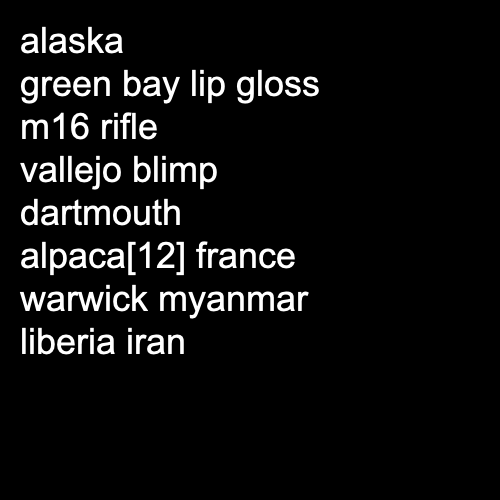 alaska
green bay lip gloss
m16 rifle
vallejo blimp
dartmouth
alpaca[12] france
warwick myanmar
liberia iran